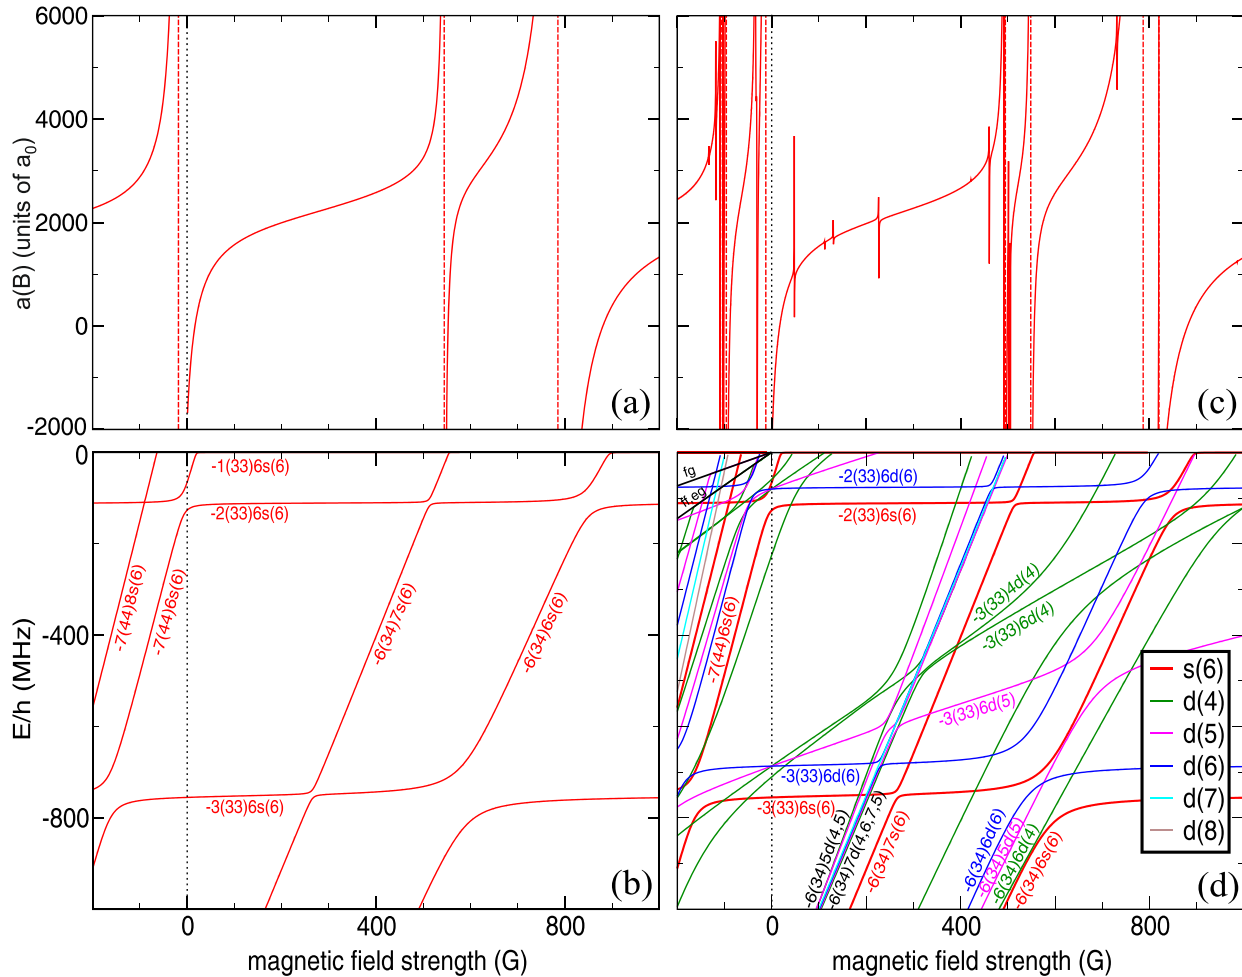 6000
4000
2000
0
-2000
a(B) (units of a0)
(a)
(c)
0
-400
-800
E/h (MHz)
-1(33)6s(6)
-2(33)6s(6)
-7(44)8s(6)
-7(44)6s(6)
-6(34)7s(6)
-6(34)6s(6)
-3(33)6s(6)
(b)
0
400
800
magnetic field strength (G)
fg
ff,eg
-2(33)6d(6)
-2(33)6s(6)
-7(44)6s(6)
-3(33)4d(4)
-3(33)6d(4)
-3(33)6d(5)
-3(33)6d(6)
-3(33)6s(6)
-6(34)5d(4,5)
-6(34)7d(4,6,7,5)
-6(34)7s(6)
-6(34)6d(6)
-6(34)5d(5)
-6(34)6d(4)
-6(34)6s(6)
s(6)
d(4)
d(5)
d(6)
d(7)
d(8)
(d)
0
400
800
magnetic field strength (G)